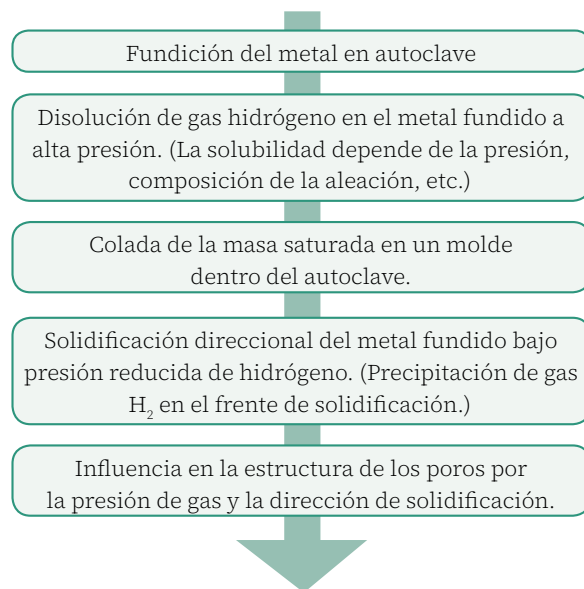 Fundición del metal en autoclave
Disolución de gas hidrógeno en el metal fundido a
alta presión. (La solubilidad depende de la presión,
composición de la aleación, etc.)
Colada de la masa saturada en un molde
dentro del autoclave.
Solidificación direccional del metal fundido bajo
presión reducida de hidrógeno. (Precipitación de gas
H₂ en el frente de solidificación.)
Influencia en la estructura de los poros por
la presión de gas y la dirección de solidificación.